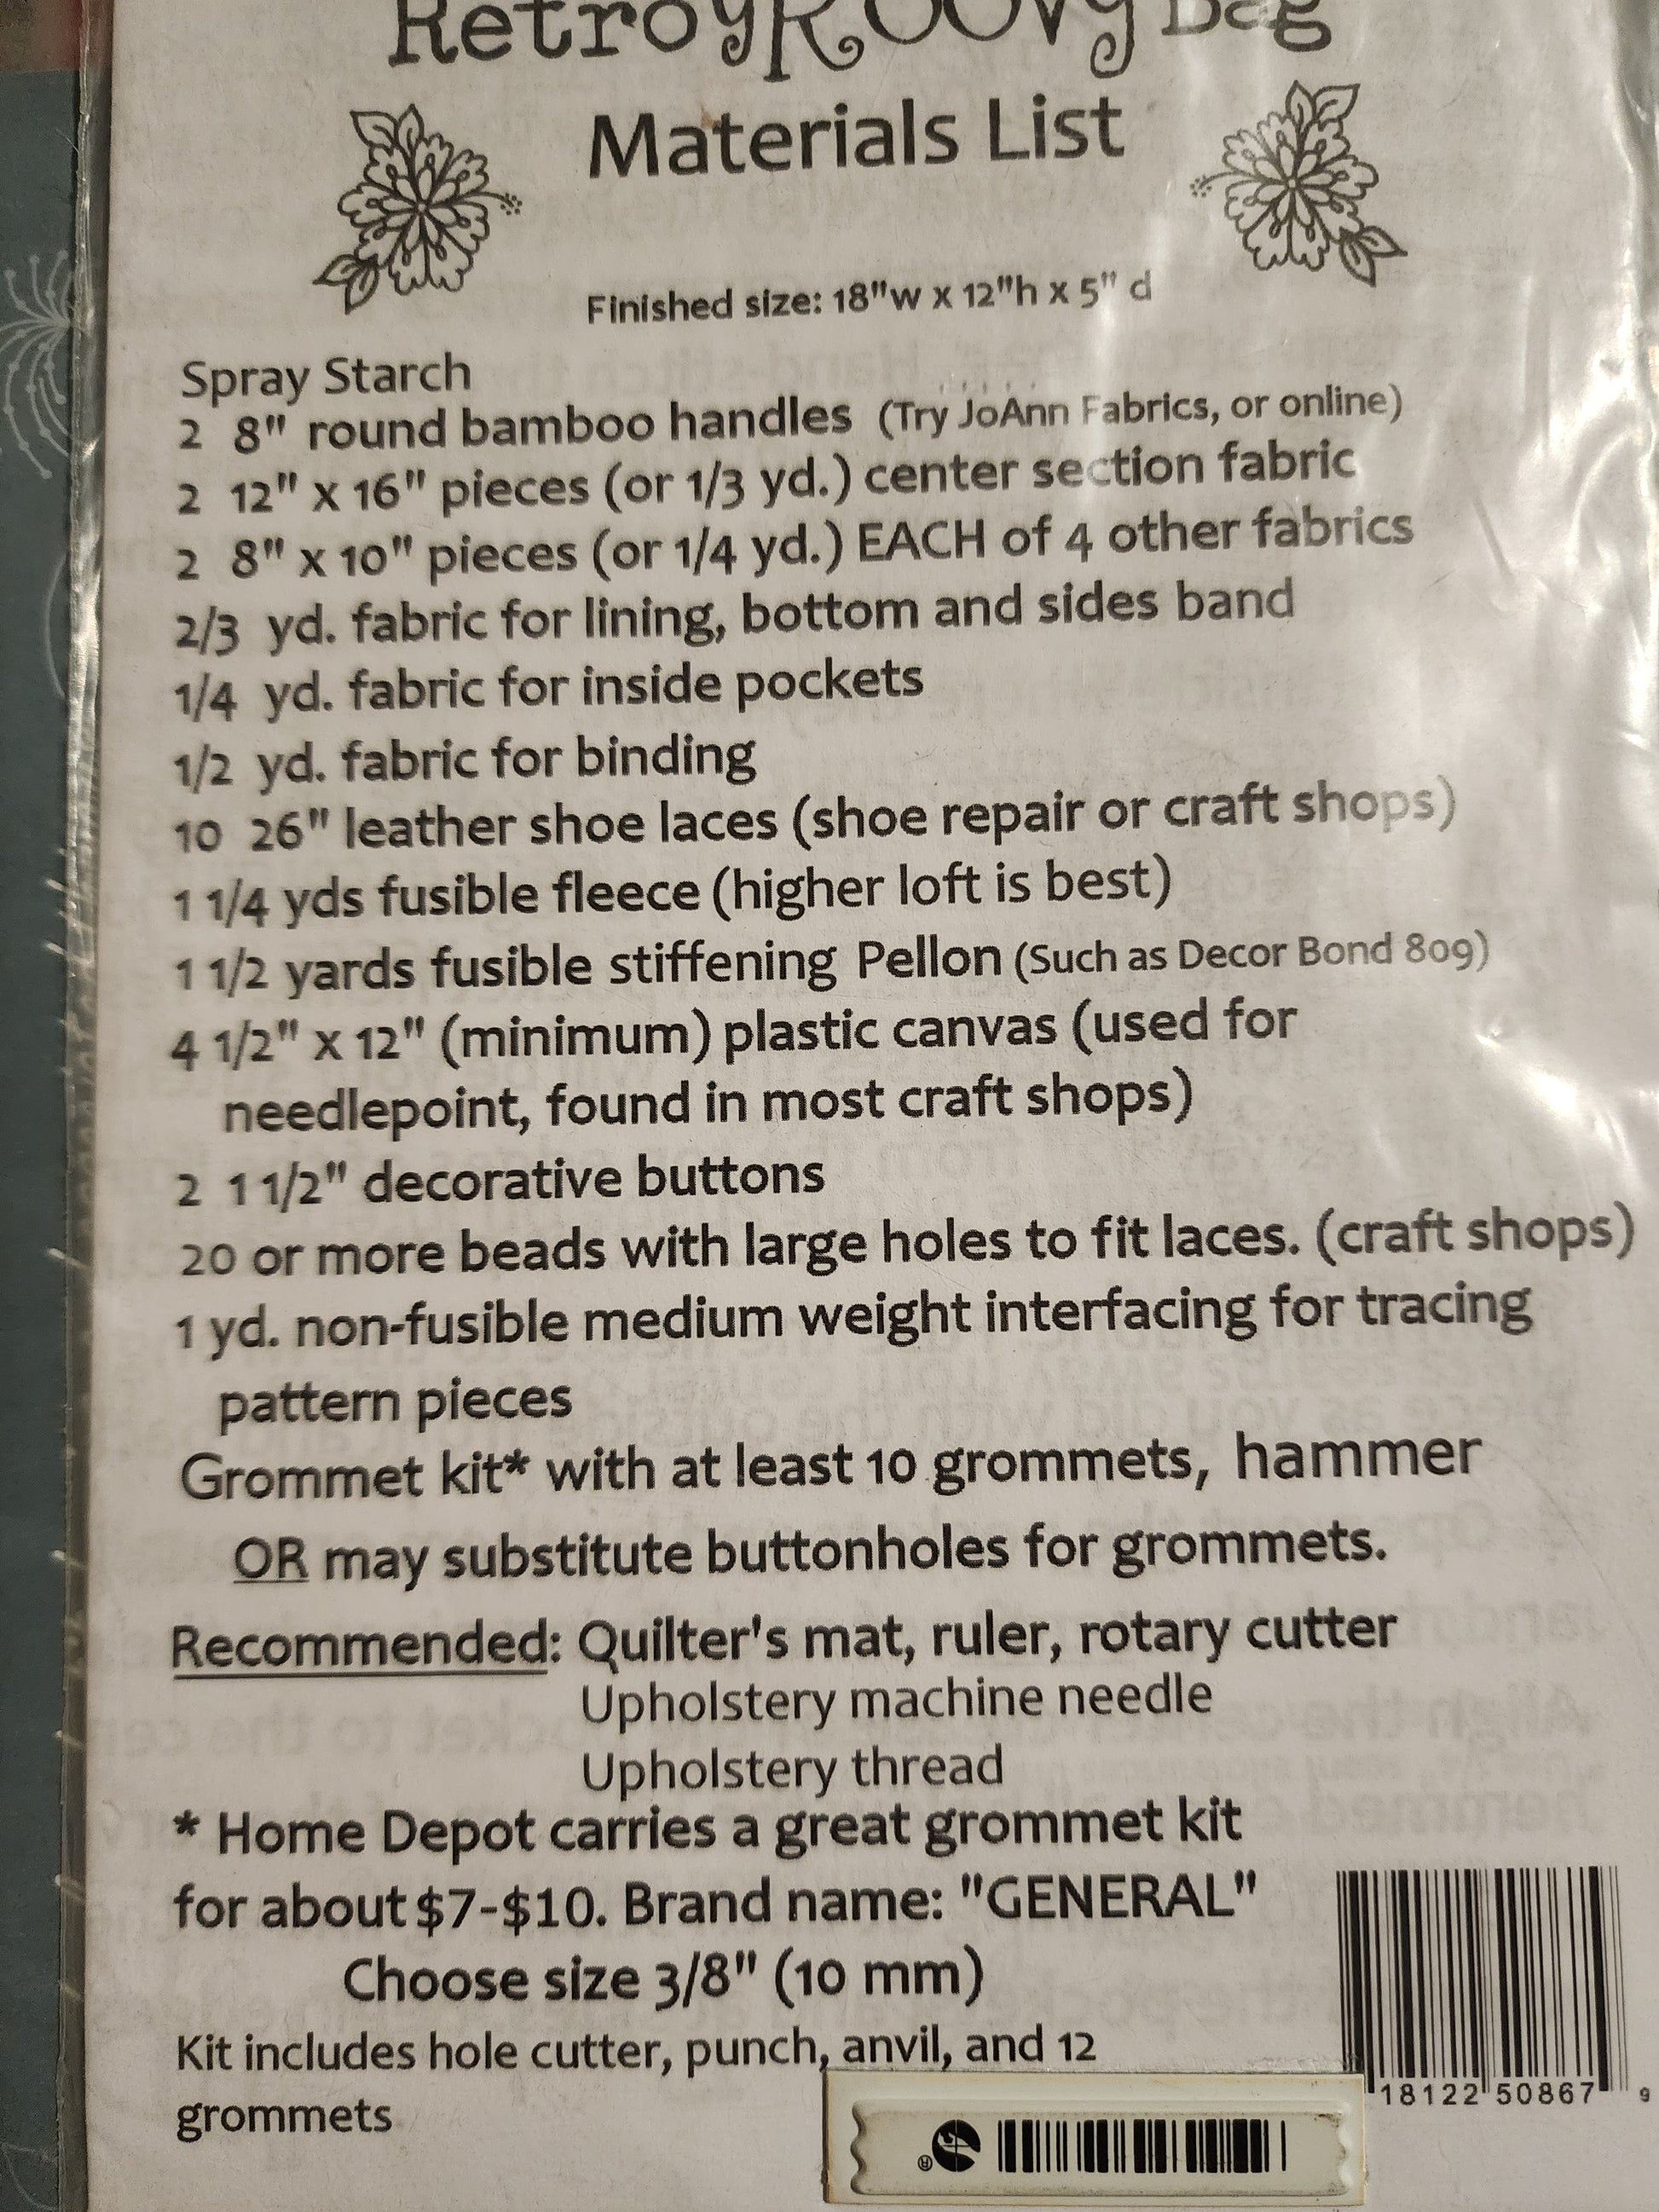 RetrogRoovy Bag
Materials List
Finished size: 18"w x 12"h x 5" d
Spray Starch
2 8" round bamboo handles (Try JoAnn Fabrics, or online)
2 12" x 16" pieces (or 1/3 yd.) center section fabric
2 8" x 10" pieces (or 1/4 yd.) EACH of 4 other fabrics
2/3 yd. fabric for lining, bottom and sides band
1/4 yd. fabric for inside pockets
1/2 yd. fabric for binding
10 26" leather shoe laces (shoe repair or craft shops)
1 1/4 yds fusible fleece (higher loft is best)
1 1/2 yards fusible stiffening Pellon (Such as Decor Bond 809)
4 1/2" x 12" (minimum) plastic canvas (used for
needlepoint, found in most craft shops)
2 1 1/2" decorative buttons
20 or more beads with large holes to fit laces. (craft shops)
1 yd. non-fusible medium weight interfacing for tracing
pattern pieces
Grommet kit* with at least 10 grommets, hammer
OR may substitute buttonholes for grommets.
Recommended: Quilter's mat, ruler, rotary cutter
Upholstery machine needle
Upholstery thread
* Home Depot carries a great grommet kit
for about $7-$10. Brand name: "GENERAL"
Choose size 3/8" (10 mm)
Kit includes hole cutter, punch, anvil, and 12
grommets
18122 50867 9
®